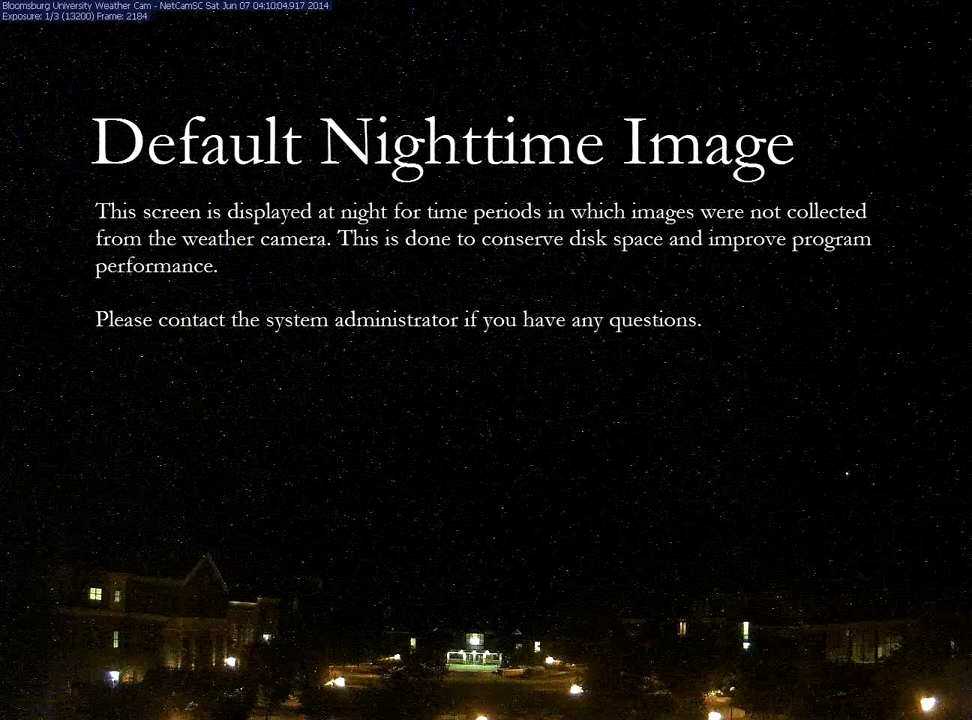 Bloomsburg University Weather Cam - NetCamSC Sat Jun 07 04:10:04.917 2014
Exposure: 1/3 (13200) Frame: 2184
Default Nighttime Image
This screen is displayed at night for time periods in which images were not collected
from the weather camera. This is done to conserve disk space and improve program
performance.
Please contact the system administrator if you have any questions.